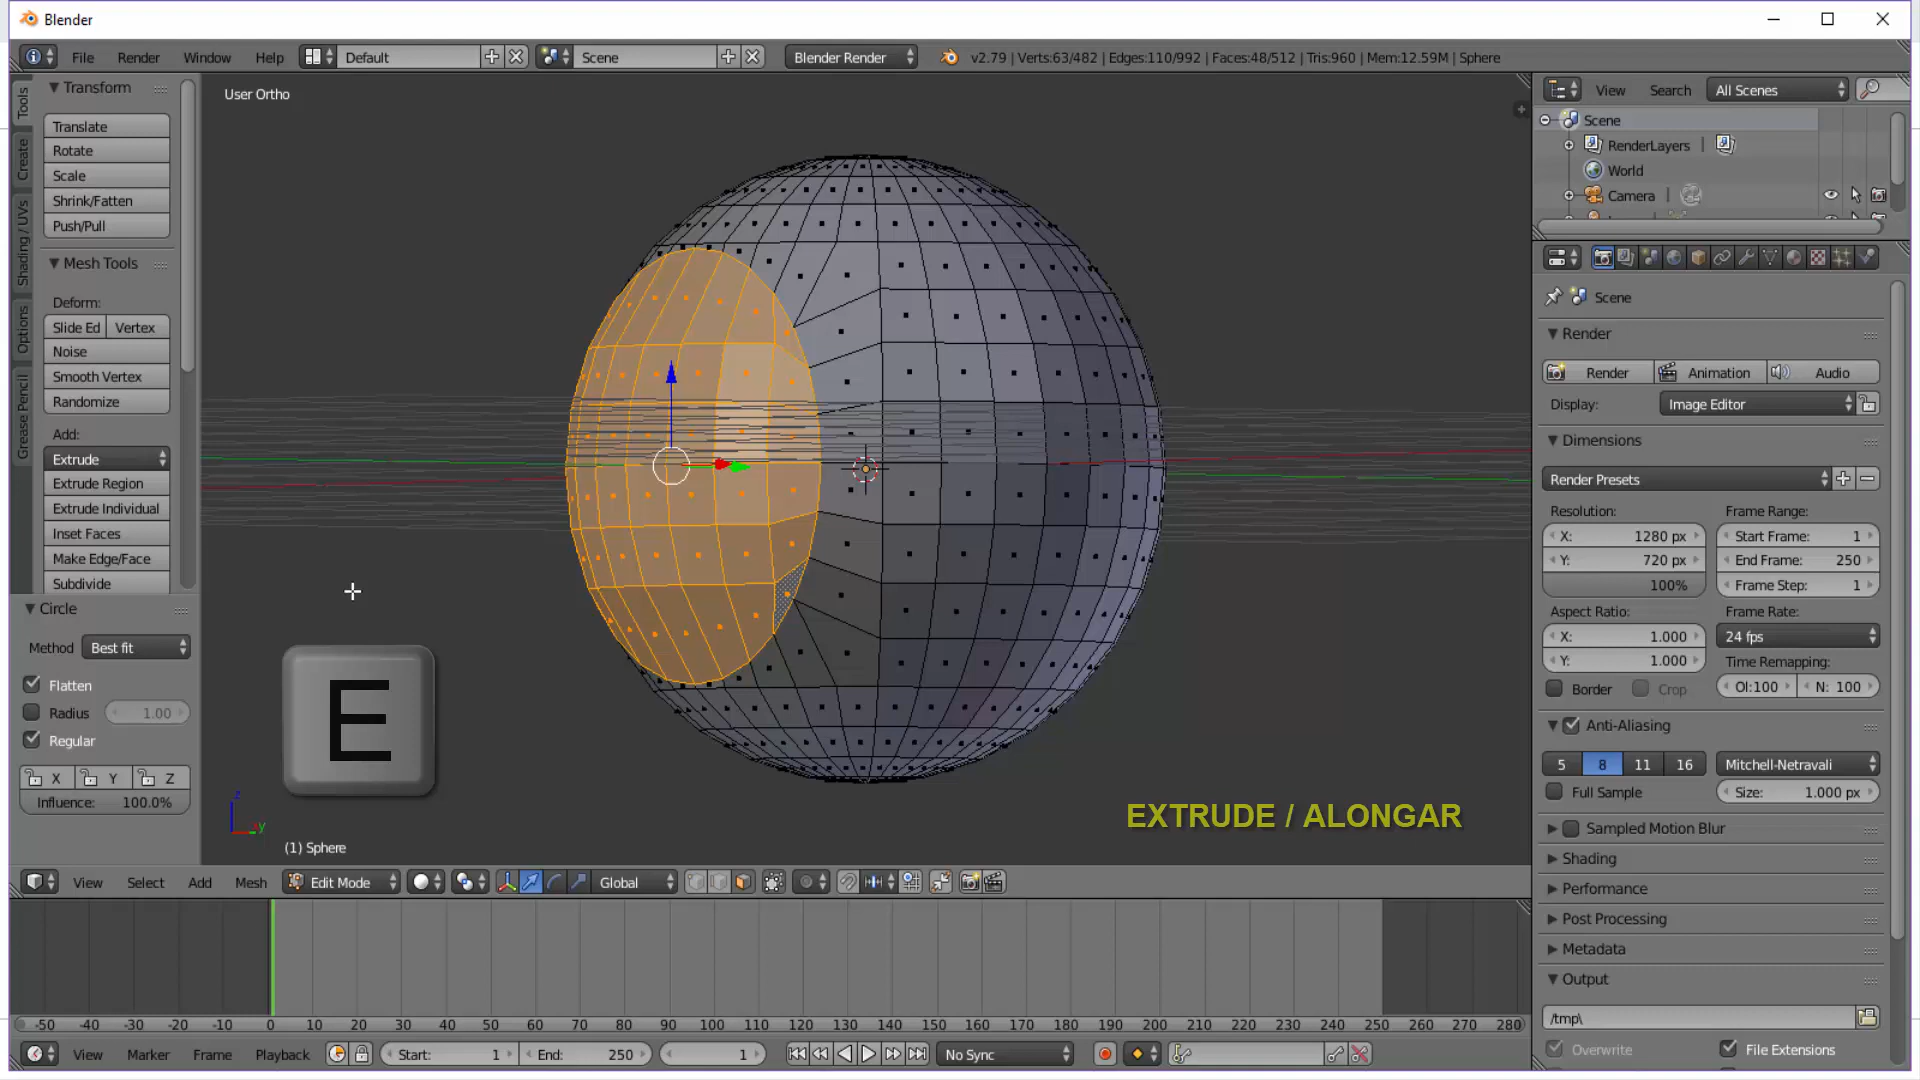 Blender
File Render Window Help Default Scene Blender Render v2.79 | Verts:63/482 | Edges:110/992 | Faces:48/512 | Tris:960 | Mem:12.59M | Sphere
Tools
Create
Shading / UVs
Options
Grease Pencil
Transform
Translate
Rotate
Scale
Shrink/Fatten
Push/Pull
Mesh Tools
Deform:
Slide Ed Vertex
Noise
Smooth Vertex
Randomize
Add:
Extrude
Extrude Region
Extrude Individual
Inset Faces
Make Edge/Face
Subdivide
Circle
Method Best fit
Flatten
Radius 1.00
Regular
X Y Z
Influence: 100.0%
User Ortho
E
EXTRUDE / ALONGAR
z
y
(1) Sphere
View Select Add Mesh Edit Mode Global
-50 -40 -30 -20 -10 0 10 20 30 40 50 60 70 80 90 100 110 120 130 140 150 160 170 180 190 200 210 220 230 240 250 260 270 280
View Marker Frame Playback Start: 1 End: 250 1 No Sync
View Search All Scenes
Scene
RenderLayers
World
Camera
Scene
Render
Render Animation Audio
Display: Image Editor
Dimensions
Render Presets
Resolution: Frame Range:
X: 1280 px Start Frame: 1
Y: 720 px End Frame: 250
100% Frame Step: 1
Aspect Ratio: Frame Rate:
X: 1.000 24 fps
Y: 1.000 Time Remapping:
Border Crop Ol:100 N: 100
Anti-Aliasing
5 8 11 16 Mitchell-Netravali
Full Sample Size: 1.000 px
Sampled Motion Blur
Shading
Performance
Post Processing
Metadata
Output
/tmp\
Overwrite File Extensions